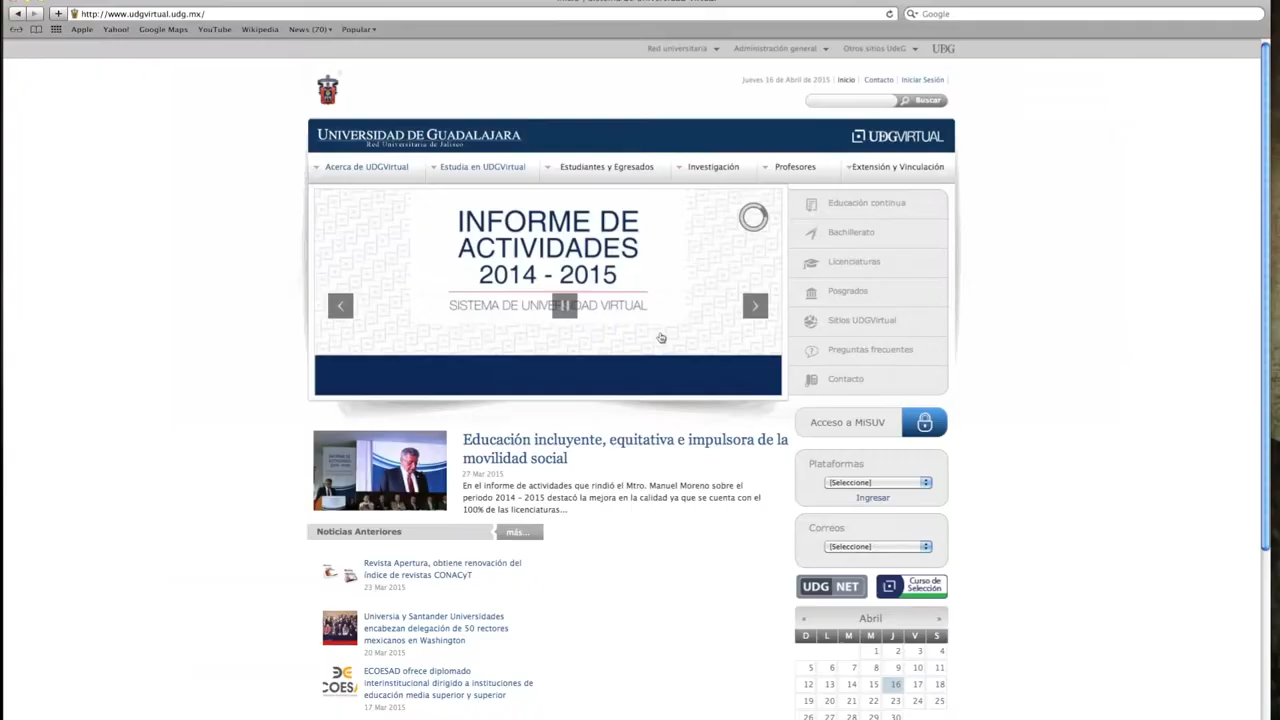 http://www.udgvirtual.udg.mx/
Google
Apple Yahoo! Google Maps YouTube Wikipedia News (70) Popular
Red universitaria Administración general Otros sitios UdeG UDG
Jueves 16 de Abril de 2015 Inicio Contacto Iniciar Sesión
Buscar
UNIVERSIDAD DE GUADALAJARA
Red Universitaria de Jalisco
UDGVIRTUAL
Acerca de UDGVirtual Estudia en UDGVirtual Estudiantes y Egresados Investigación Profesores Extensión y Vinculación
INFORME DE
ACTIVIDADES
2014 - 2015
SISTEMA DE UNIVERSIDAD VIRTUAL
Educación continua
Bachillerato
Licenciaturas
Posgrados
Sitios UDGVirtual
Preguntas frecuentes
Contacto
Acceso a MiSUV
Plataformas
[Seleccione]
Ingresar
Correos
[Seleccione]
UDG NET
Curso de
Selección
Educación incluyente, equitativa e impulsora de la
movilidad social
27 Mar 2015
En el informe de actividades que rindió el Mtro. Manuel Moreno sobre el
periodo 2014 - 2015 destacó la mejora en la calidad ya que se cuenta con el
100% de las licenciaturas...
Noticias Anteriores más...
Revista Apertura, obtiene renovación del
índice de revistas CONACyT
23 Mar 2015
Universia y Santander Universidades
encabezan delegación de 50 rectores
mexicanos en Washington
20 Mar 2015
ECOESAD ofrece diplomado
interinstitucional dirigido a instituciones de
educación media superior y superior
17 Mar 2015
« Abril »
D L M M J V S
1 2 3 4
5 6 7 8 9 10 11
12 13 14 15 16 17 18
19 20 21 22 23 24 25
26 27 28 29 30